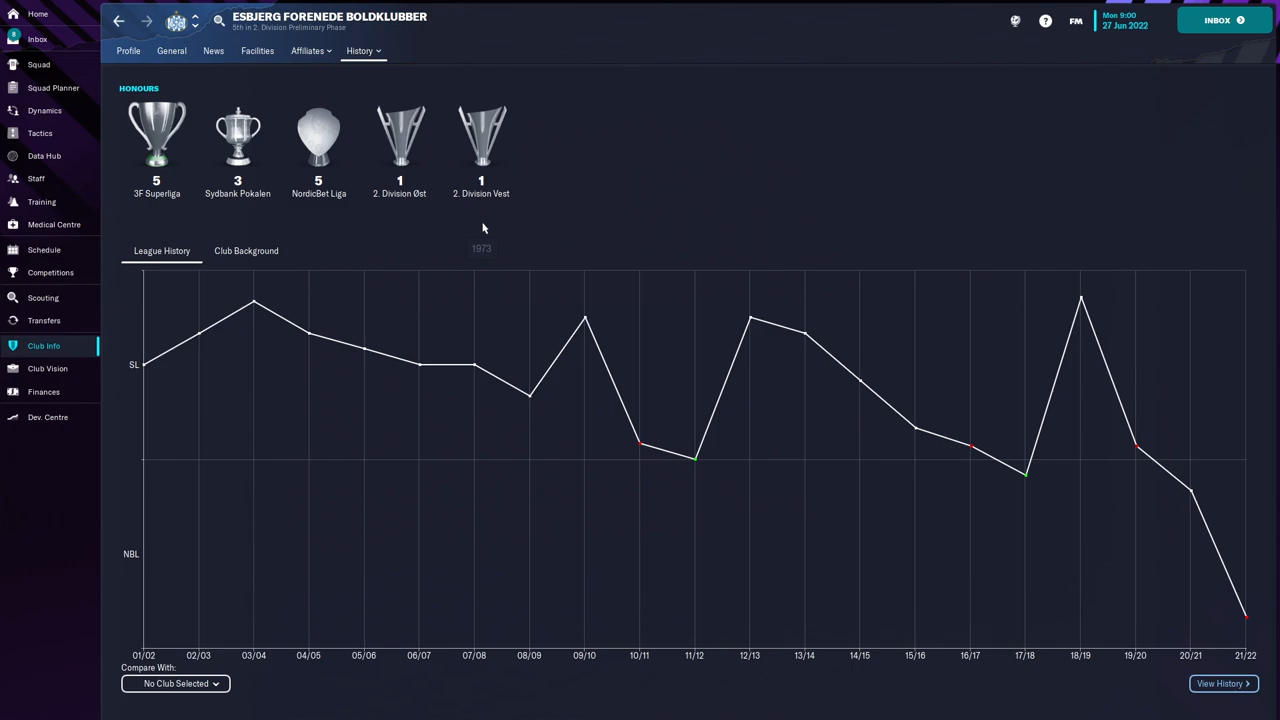 Home
ESBJERG FORENEDE BOLDKLUBBER
5th in 2. Division Preliminary Phase
FM
Mon 9:00
27 Jun 2022
INBOX
8
Inbox
Profile
General
News
Facilities
Affiliates
History
Squad
Squad Planner
Dynamics
Tactics
Data Hub
Staff
Training
Medical Centre
Schedule
Competitions
Scouting
Transfers
Club Info
Club Vision
Finances
Dev. Centre
HONOURS
5
3F Superliga
3
Sydbank Pokalen
5
NordicBet Liga
1
2. Division Øst
1
2. Division Vest
1973
League History
Club Background
SL
NBL
01/02 02/03 03/04 04/05 05/06 06/07 07/08 08/09 09/10 10/11 11/12 12/13 13/14 14/15 15/16 16/17 17/18 18/19 19/20 20/21 21/22
Compare With:
No Club Selected
View History